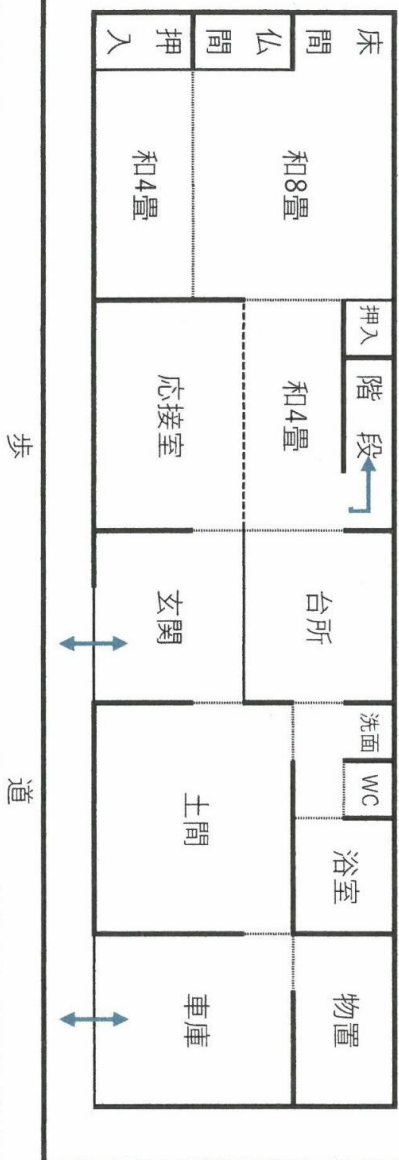 床間
仏間
押入
和8畳
和4畳
押入
階段
和4畳
応接室
台所
玄関
洗面
WC
浴室
土間
物置
車庫
歩道